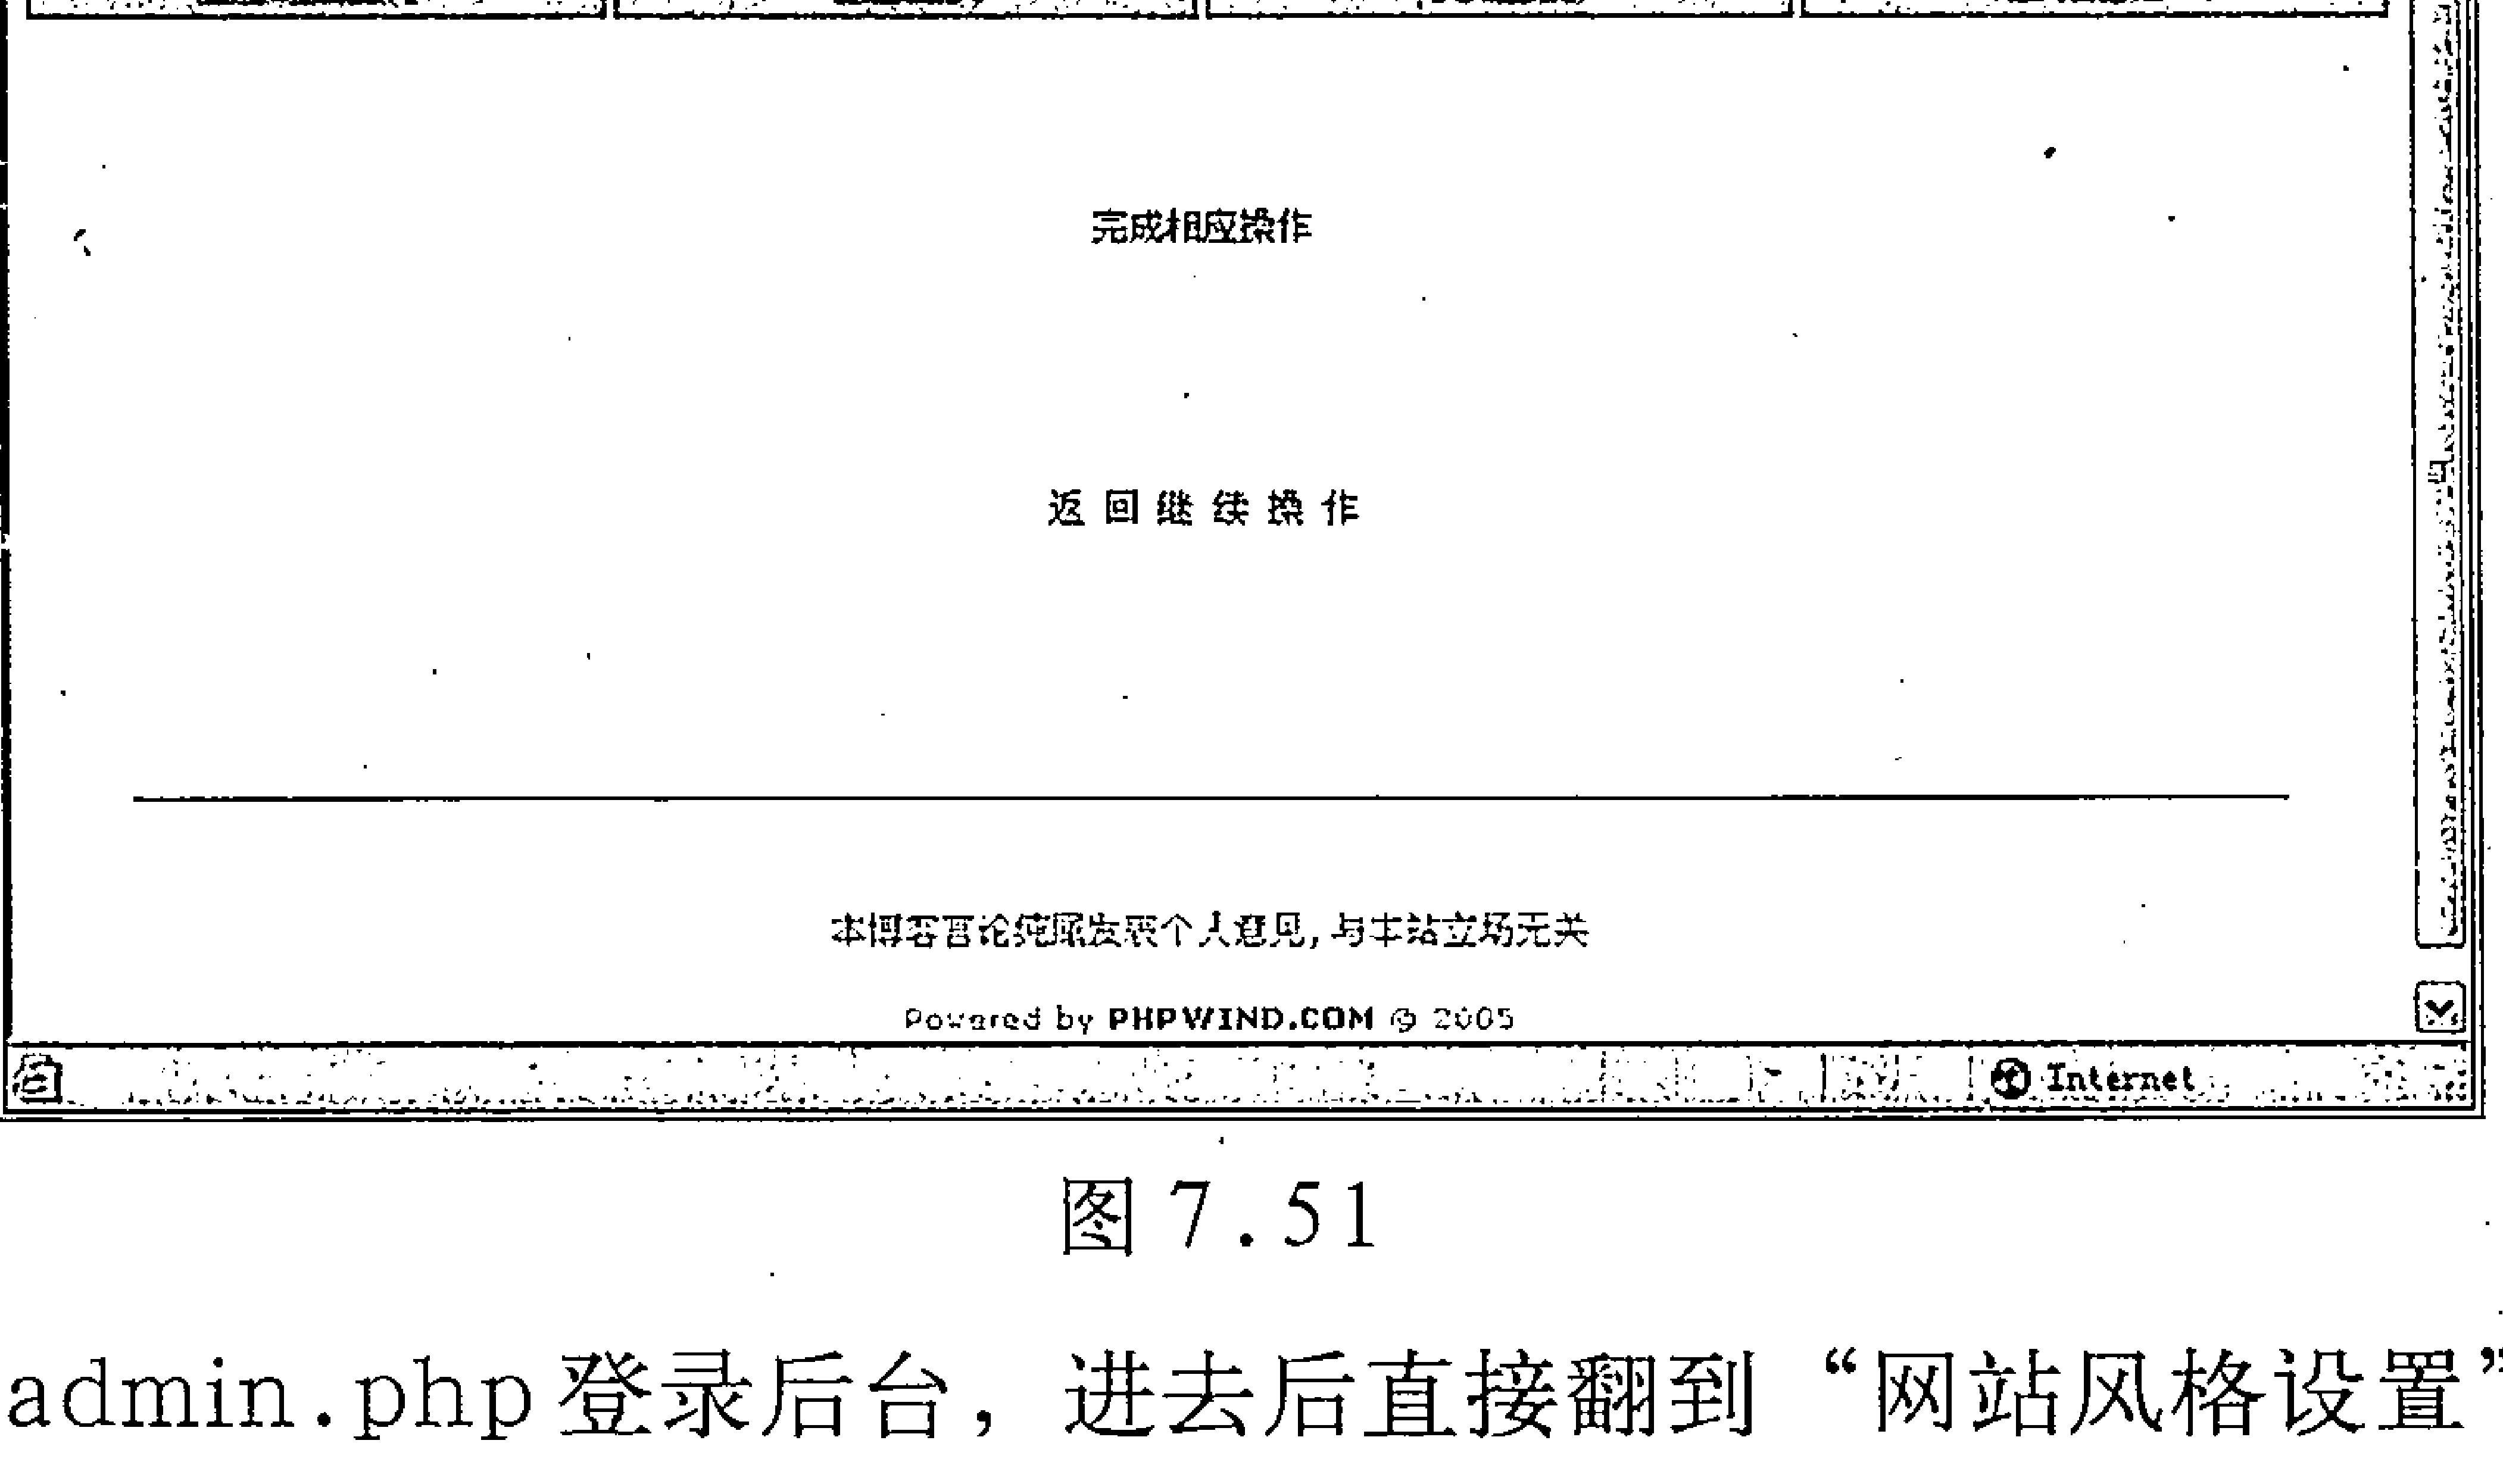 完成相应操作
返回继续操作
本博客言论纯属发表个人意见,与本站立场无关
Powered by PHPWIND.COM © 2005
Internet
图 7.51
admin.php登录后台，进去后直接翻到“网站风格设置”